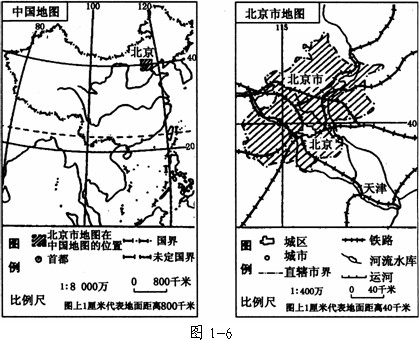 中国地图
80
100
120
北京
40
20
图例
北京市地图在
中国地图的位置
国界
首都
未定国界
1:8 000万
0 800千米
比例尺
图上1厘米代表地面距离800千米
北京市地图
115
北京市
40
北京
天津
图例
城区
铁路
城市
河流水库
直辖市界
运河
1:400万
0 40千米
比例尺
图上1厘米代表地面距离40千米
图 1-6